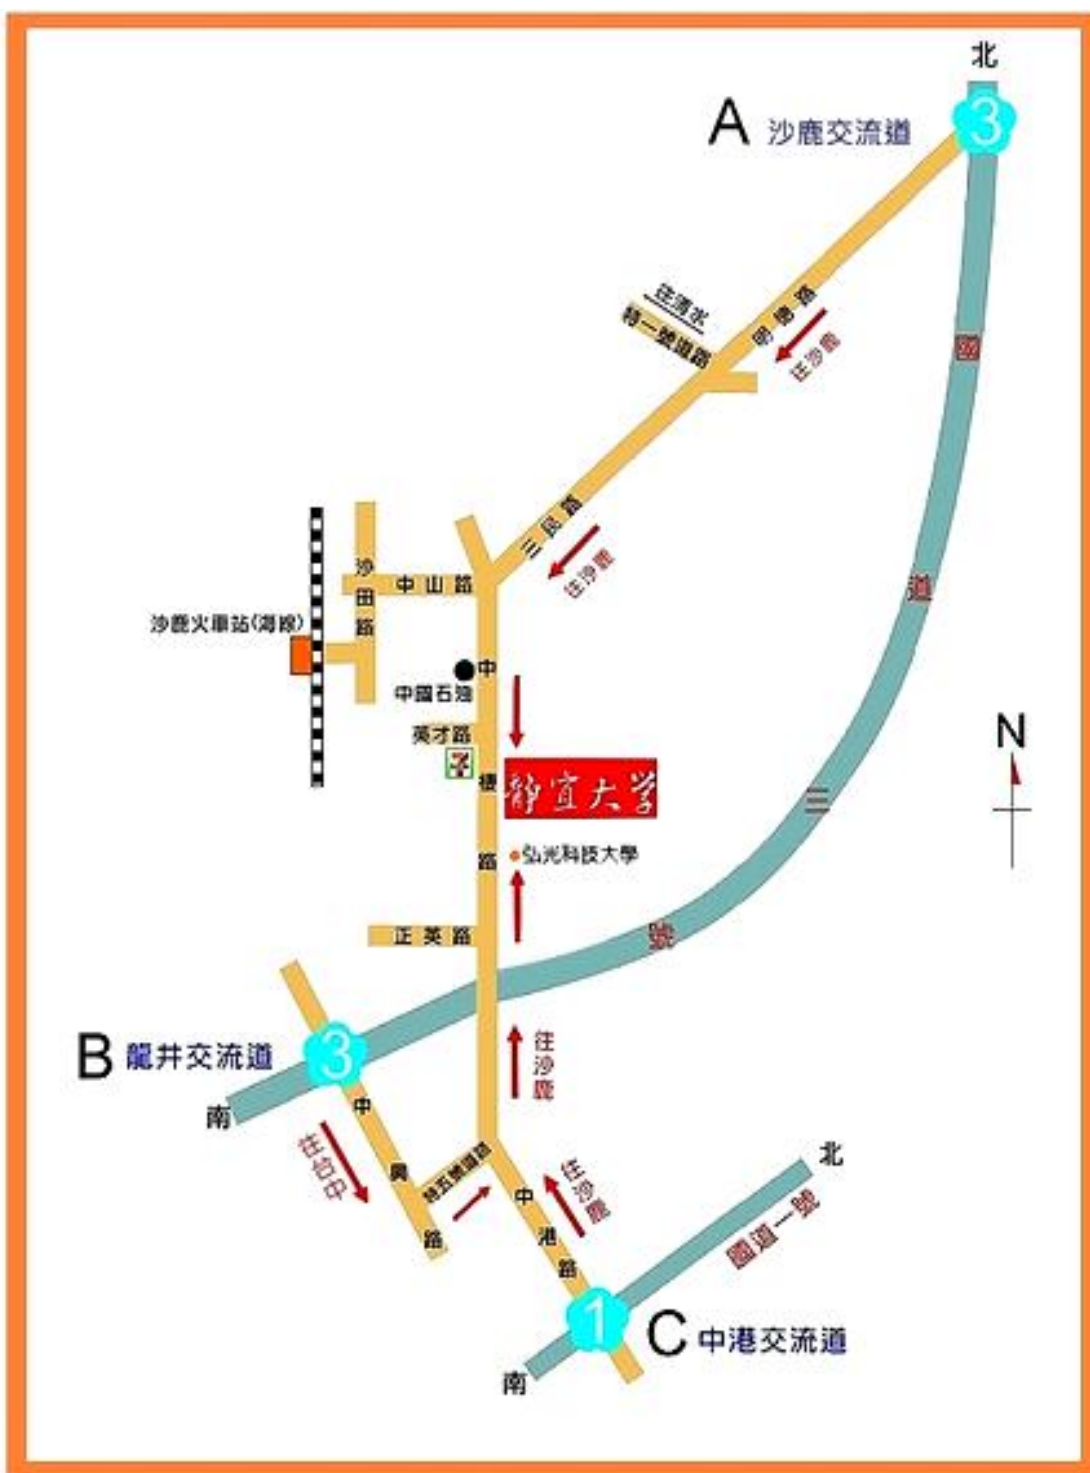 北
3
A 沙鹿交流道
往清水
特一號道路
明德路
往沙鹿
國道三號
三民路
往沙鹿
沙田路
中山路
沙鹿火車站(海線)
中國石油
中棲路
英才路
7
静宜大学
N
弘光科技大學
正英路
B 龍井交流道
3
南
往沙鹿
中興路
往台中
特五號道路
往沙鹿
中港路
北
國道一號
1
C 中港交流道
南